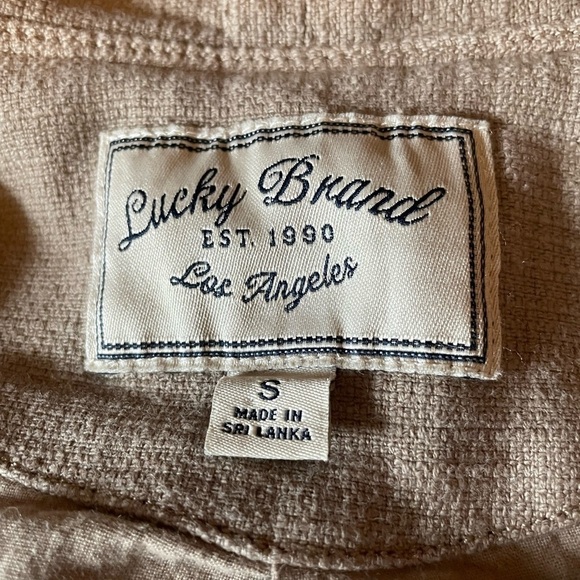 Lucky Brand
EST. 1990
Los Angeles
S
MADE IN
SRI LANKA